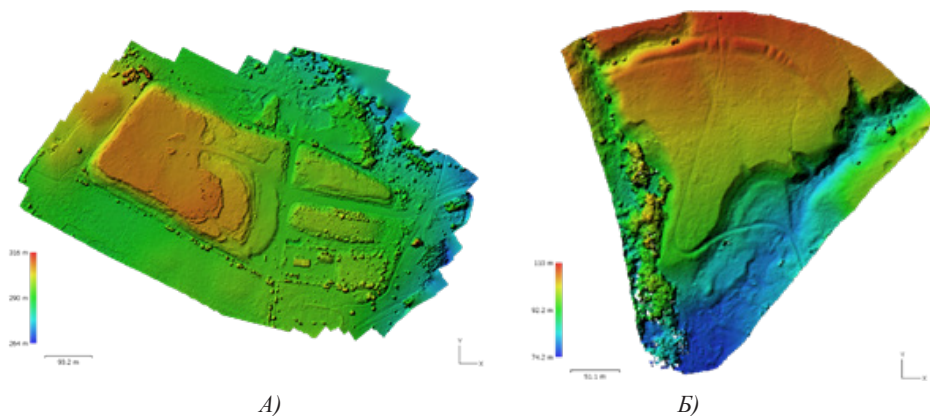 316 m
290 m
264 m
93.2 m
Y
X
А)
110 m
92.2 m
74.2 m
51.1 m
Y
X
Б)